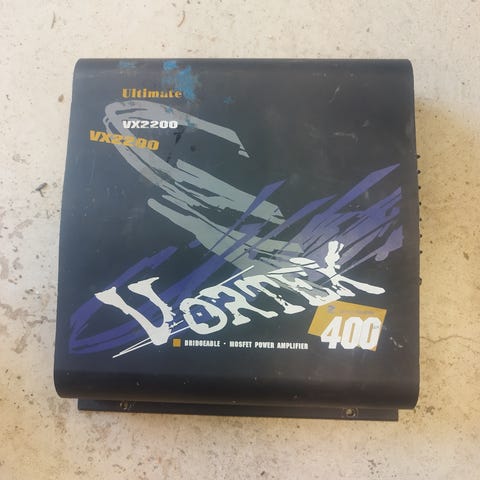 Ultimate
VX2200
VX2200
VORTEX
400
BRIDGEABLE · MOSFET POWER AMPLIFIER